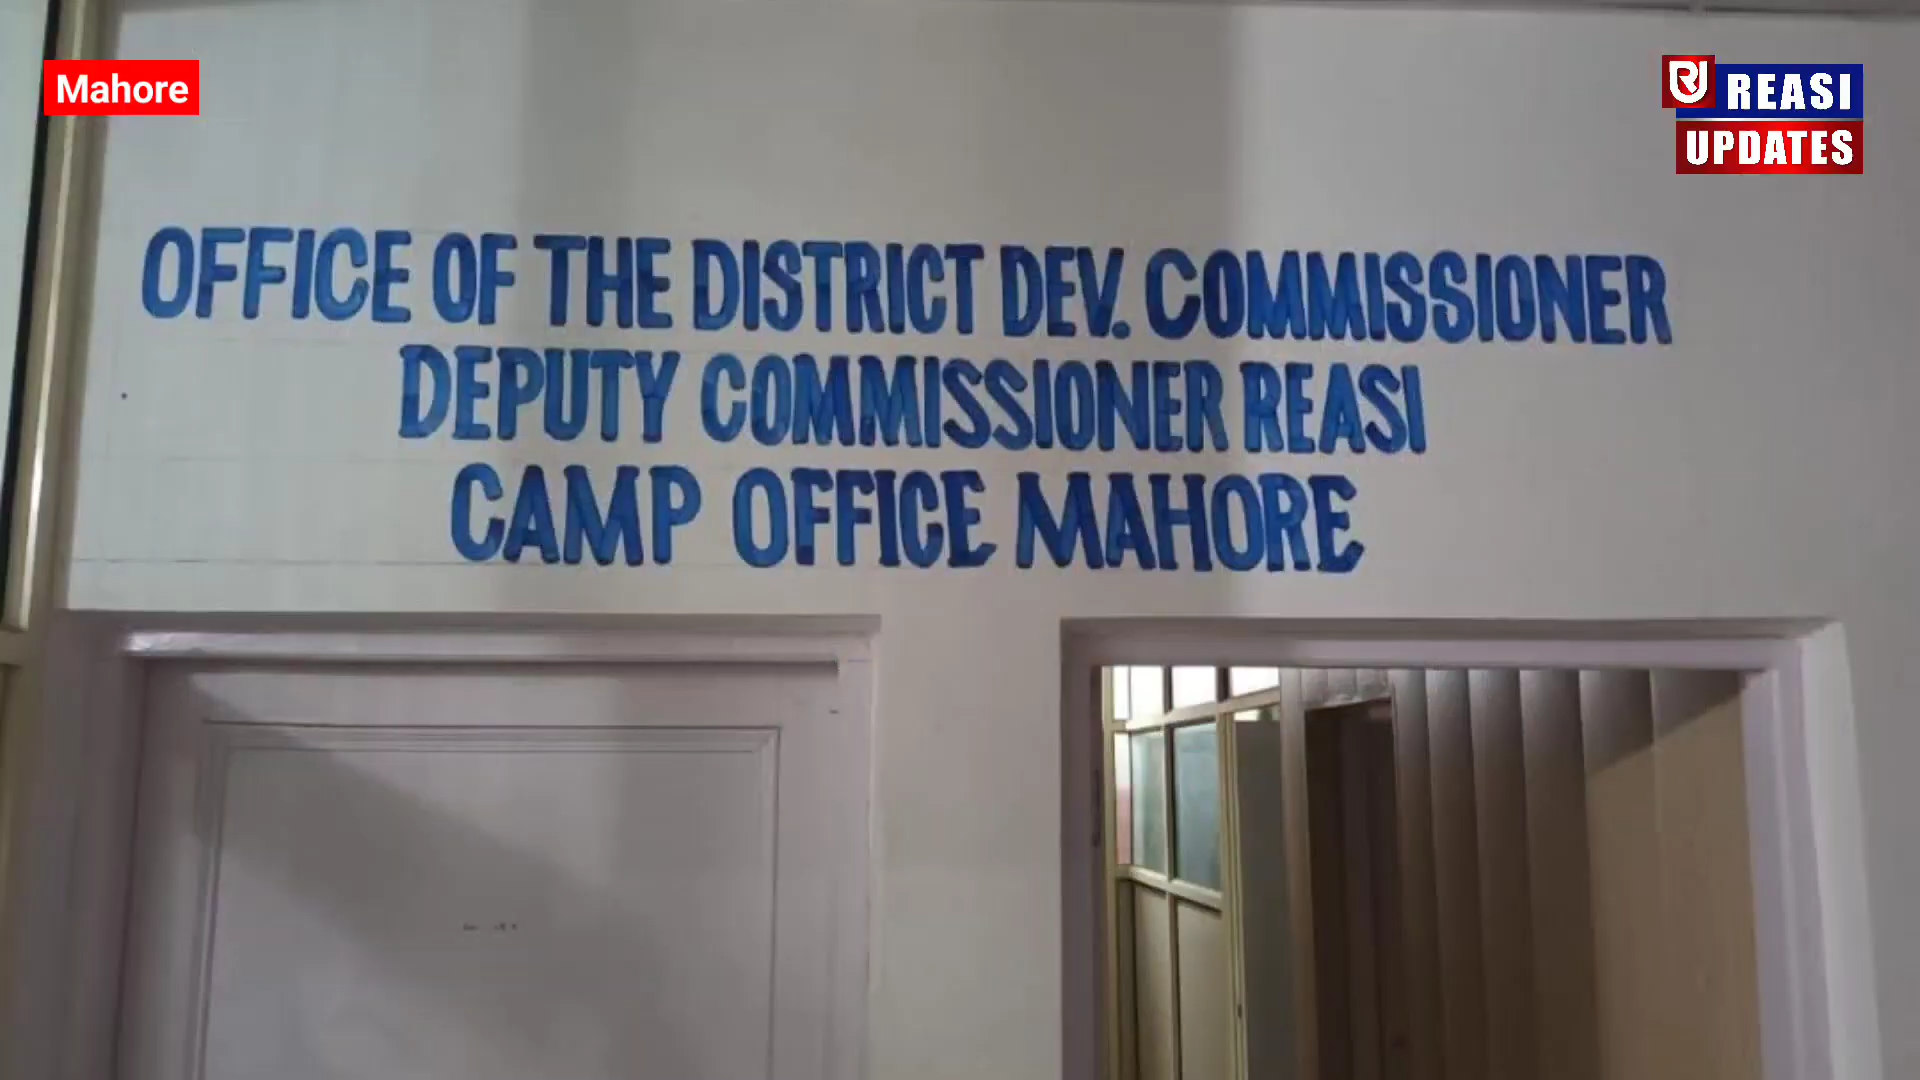 Mahore
REASI
UPDATES
OFFICE OF THE DISTRICT DEV. COMMISSIONER
DEPUTY COMMISSIONER REASI
CAMP OFFICE MAHORE